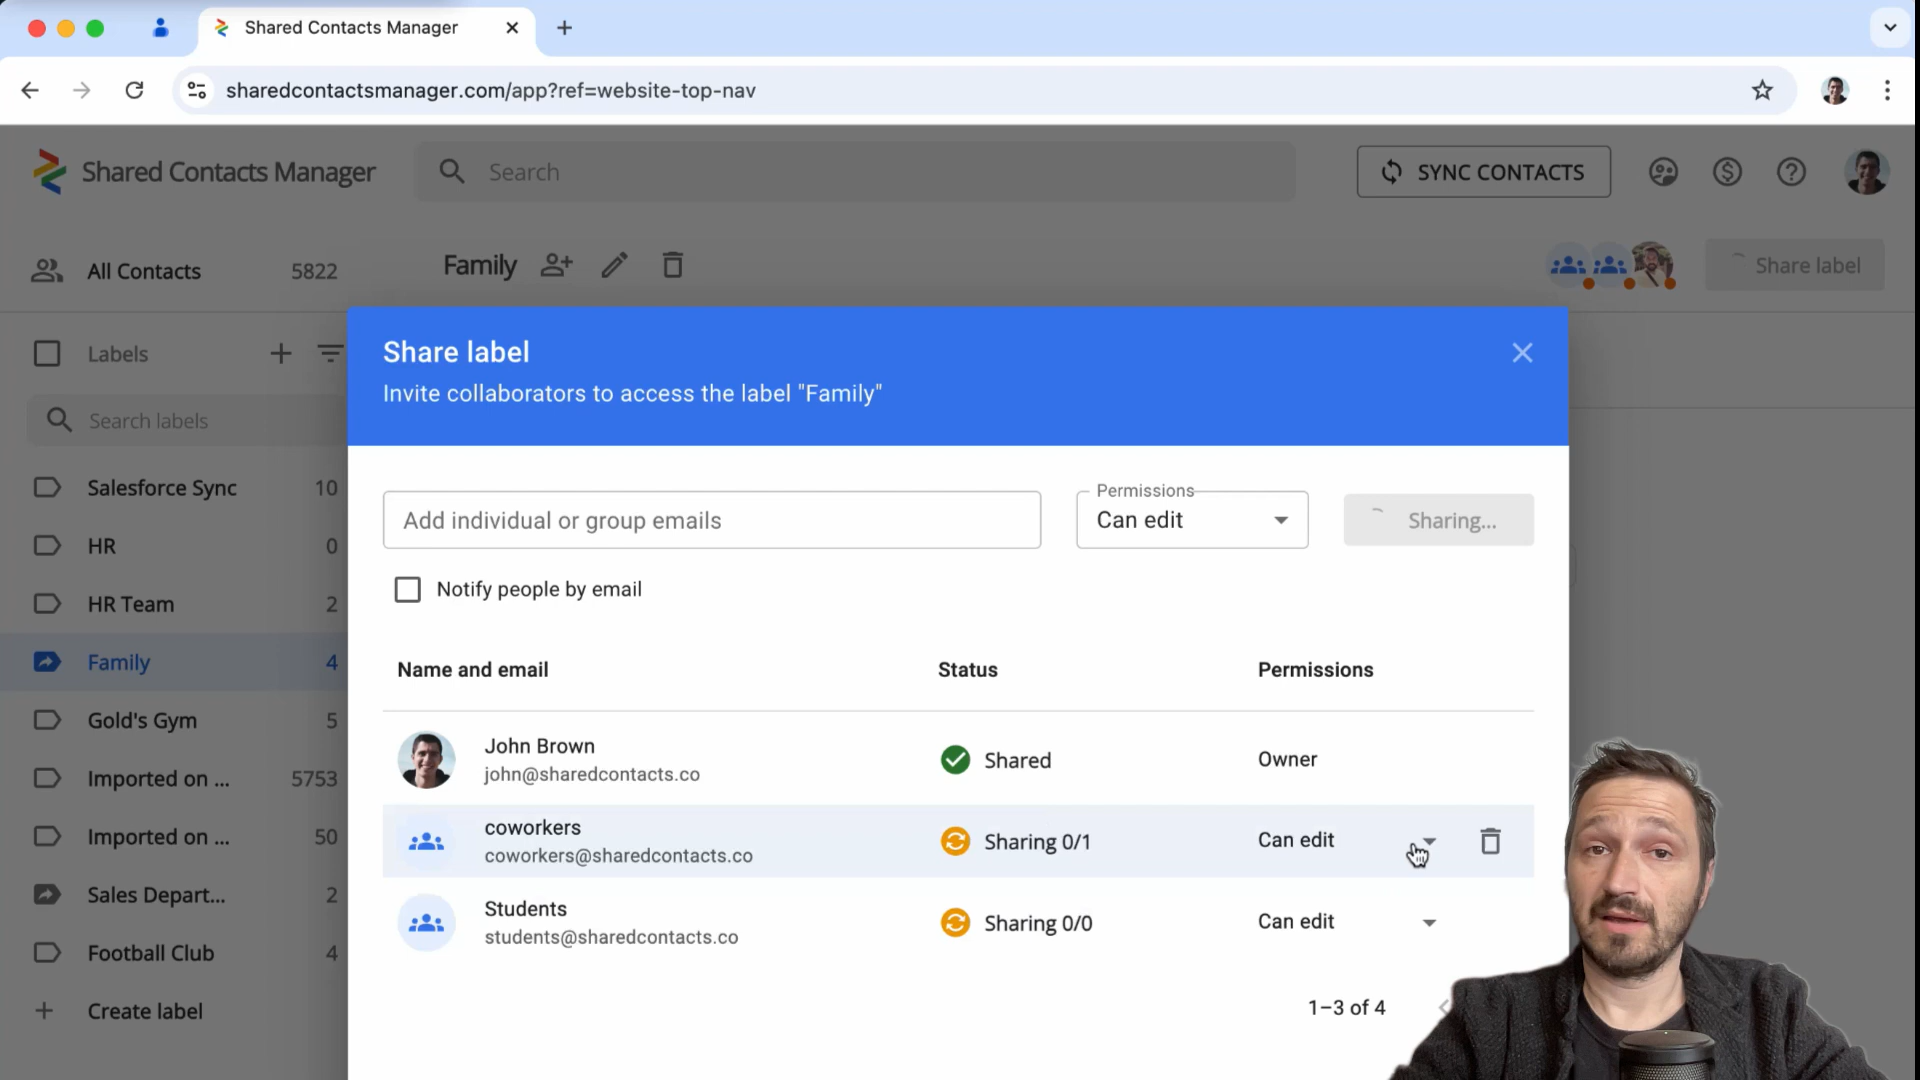 Shared Contacts Manager
sharedcontactsmanager.com/app?ref=website-top-nav
Shared Contacts Manager
Search
SYNC CONTACTS
All Contacts 5822
Family
Share label
Labels
Search labels
Salesforce Sync 10
HR 0
HR Team 2
Family 4
Gold's Gym 5
Imported on ... 5753
Imported on ... 50
Sales Depart... 2
Football Club 4
Create label
Share label
Invite collaborators to access the label "Family"
Add individual or group emails
Permissions
Can edit
Sharing...
Notify people by email
Name and email Status Permissions
John Brown
john@sharedcontacts.co
Shared
Owner
coworkers
coworkers@sharedcontacts.co
Sharing 0/1
Can edit
Students
students@sharedcontacts.co
Sharing 0/0
Can edit
1–3 of 4